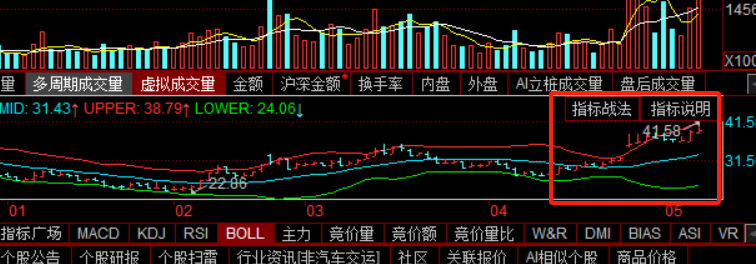 1456
X100
量 多周期成交量 虚拟成交量 金额 沪深金额 换手率 内盘 外盘 AI立桩成交量 盘后成交量
MID: 31.43↑ UPPER: 38.79↑ LOWER: 24.06↓ 指标战法 指标说明
41.58 41.5
31.5
22.86
01 02 03 04 05
指标广场 MACD KDJ RSI BOLL 主力 竞价量 竞价额 竞价量比 W&R DMI BIAS ASI VR
个股公告 个股研报 个股扫雷 行业资讯[非汽车交运] 社区 关联报价 AI相似个股 商品价格